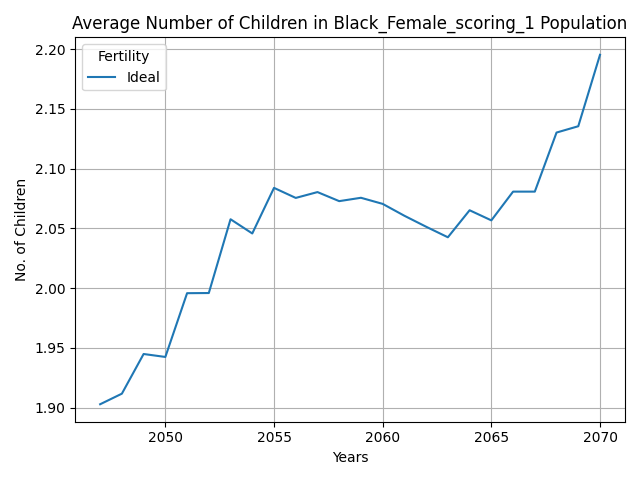 Average Number of Children in Black_Female_scoring_1 Population
Fertility
Ideal
No. of Children
2.20
2.15
2.10
2.05
2.00
1.95
1.90
2050 2055 2060 2065 2070
Years